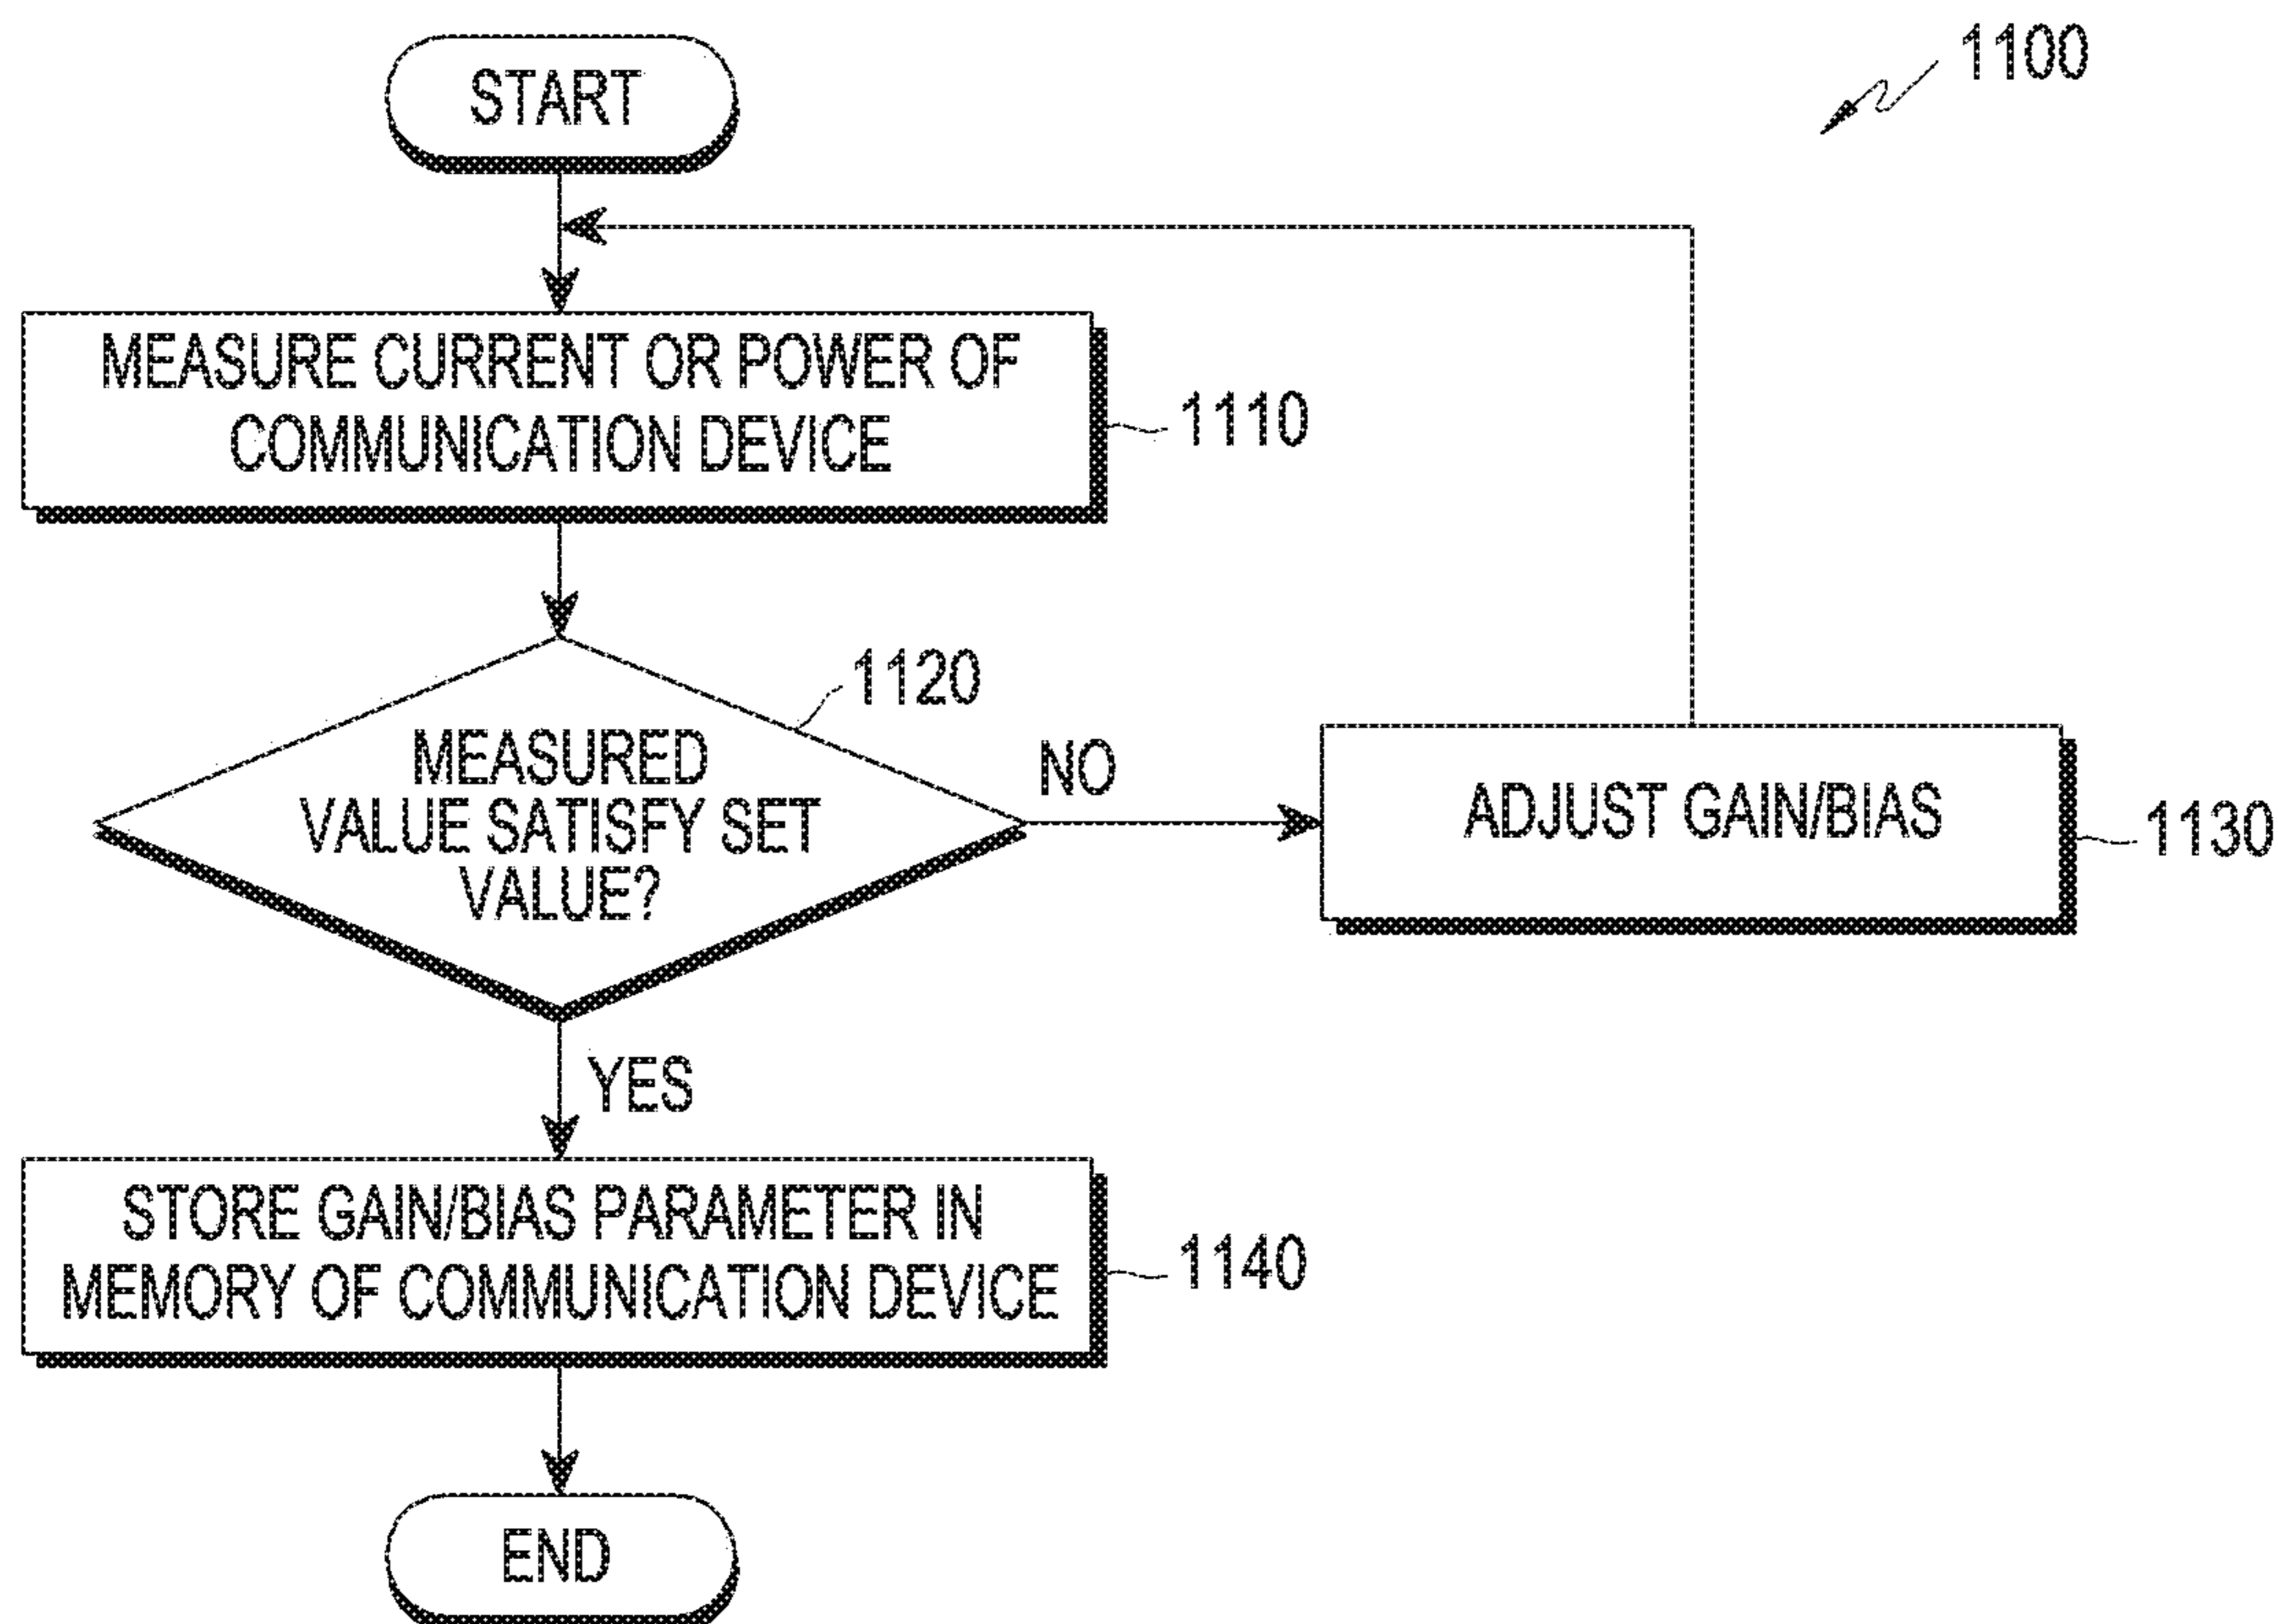 1100
START
MEASURE CURRENT OR POWER OF
COMMUNICATION DEVICE
1110
1120
MEASURED
VALUE SATISFY SET
VALUE?
NO
ADJUST GAIN/BIAS
1130
YES
STORE GAIN/BIAS PARAMETER IN
MEMORY OF COMMUNICATION DEVICE
1140
END